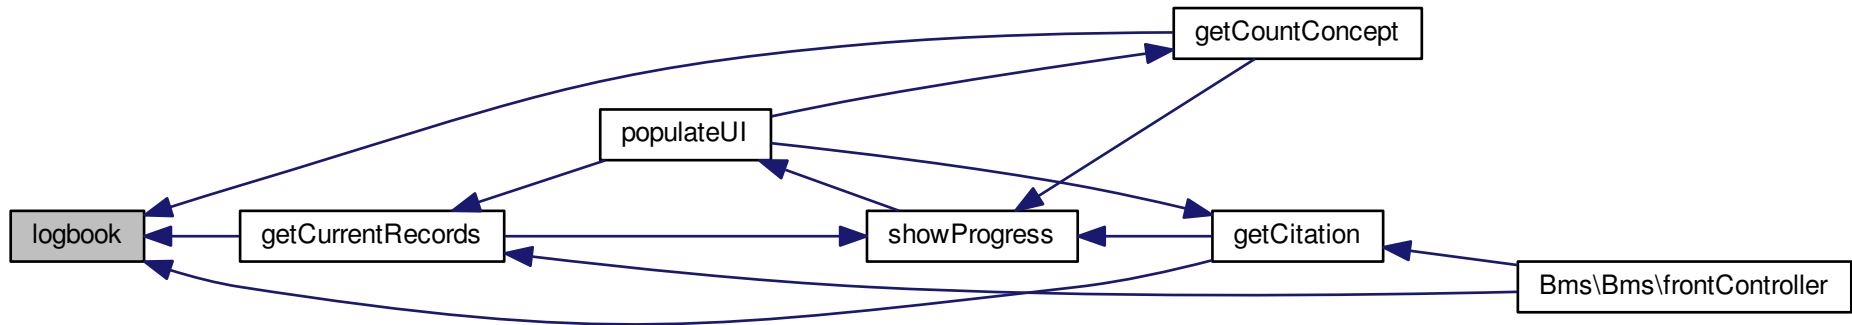 getCountConcept
populateUI
logbook
getCurrentRecords
showProgress
getCitation
Bms\Bms\frontController